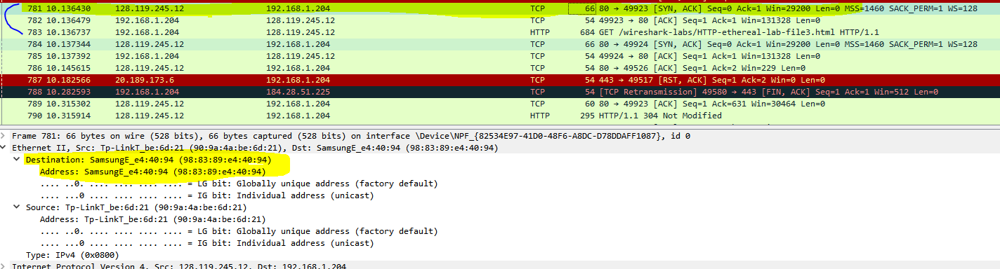 781 10.136430 128.119.245.12 192.168.1.204 TCP 66 80 → 49923 [SYN, ACK] Seq=0 Ack=1 Win=29200 Len=0 MSS=1460 SACK_PERM=1 WS=128
782 10.136479 192.168.1.204 128.119.245.12 TCP 54 49923 → 80 [ACK] Seq=1 Ack=1 Win=131328 Len=0
783 10.136737 192.168.1.204 128.119.245.12 HTTP 684 GET /wireshark-labs/HTTP-ethereal-lab-file3.html HTTP/1.1
784 10.137344 128.119.245.12 192.168.1.204 TCP 66 80 → 49924 [SYN, ACK] Seq=0 Ack=1 Win=29200 Len=0 MSS=1460 SACK_PERM=1 WS=128
785 10.137392 192.168.1.204 128.119.245.12 TCP 54 49924 → 80 [ACK] Seq=1 Ack=1 Win=131328 Len=0
786 10.145615 128.119.245.12 192.168.1.204 TCP 54 80 → 49526 [ACK] Seq=1 Ack=2 Win=229 Len=0
787 10.182566 20.189.173.6 192.168.1.204 TCP 54 443 → 49517 [RST, ACK] Seq=1 Ack=2 Win=0 Len=0
788 10.282593 192.168.1.204 184.28.51.225 TCP 54 [TCP Retransmission] 49580 → 443 [FIN, ACK] Seq=1 Ack=1 Win=512 Len=0
789 10.315302 128.119.245.12 192.168.1.204 TCP 60 80 → 49923 [ACK] Seq=1 Ack=631 Win=30464 Len=0
790 10.315914 128.119.245.12 192.168.1.204 HTTP 295 HTTP/1.1 304 Not Modified
Frame 781: 66 bytes on wire (528 bits), 66 bytes captured (528 bits) on interface \Device\NPF_{82534E97-41D0-48F6-A8DC-D78DDAFF1087}, id 0
Ethernet II, Src: Tp-LinkT_be:6d:21 (90:9a:4a:be:6d:21), Dst: SamsungE_e4:40:94 (98:83:89:e4:40:94)
Destination: SamsungE_e4:40:94 (98:83:89:e4:40:94)
Address: SamsungE_e4:40:94 (98:83:89:e4:40:94)
.... ..0. .... .... .... .... = LG bit: Globally unique address (factory default)
.... ...0 .... .... .... .... = IG bit: Individual address (unicast)
Source: Tp-LinkT_be:6d:21 (90:9a:4a:be:6d:21)
Address: Tp-LinkT_be:6d:21 (90:9a:4a:be:6d:21)
.... ..0. .... .... .... .... = LG bit: Globally unique address (factory default)
.... ...0 .... .... .... .... = IG bit: Individual address (unicast)
Type: IPv4 (0x0800)
Internet Protocol Version 4, Src: 128.119.245.12, Dst: 192.168.1.204